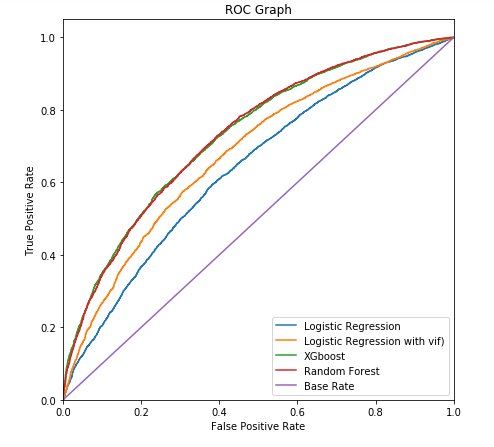 ROC Graph
True Positive Rate
1.0
0.8
0.6
0.4
0.2
0.0
0.0 0.2 0.4 0.6 0.8 1.0
False Positive Rate
Logistic Regression
Logistic Regression with vif)
XGboost
Random Forest
Base Rate